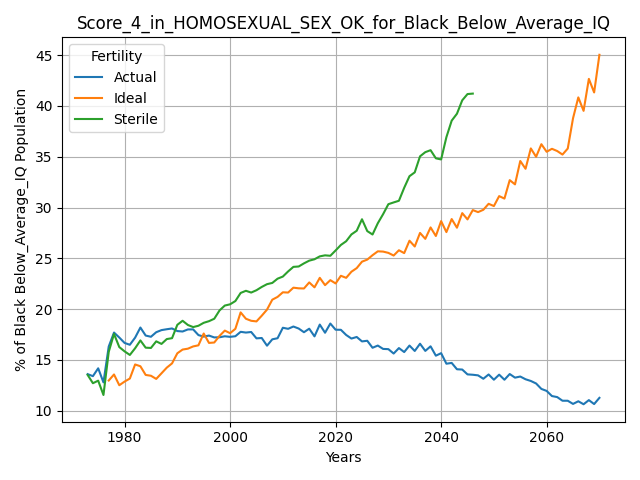 Score_4_in_HOMOSEXUAL_SEX_OK_for_Black_Below_Average_IQ
% of Black Below_Average_IQ Population
45
40
35
30
25
20
15
10
Fertility
Actual
Ideal
Sterile
1980
2000
2020
2040
2060
Years